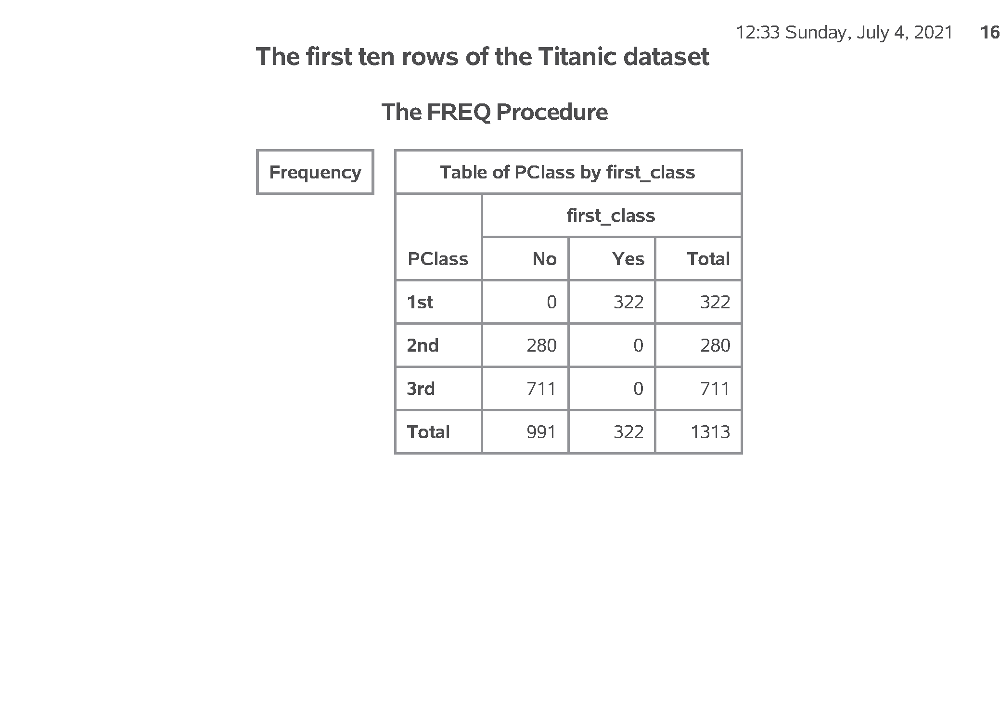 12:33 Sunday, July 4, 2021 16
The first ten rows of the Titanic dataset
The FREQ Procedure
Frequency
Table of PClass by first_class
first_class
PClass No Yes Total
1st 0 322 322
2nd 280 0 280
3rd 711 0 711
Total 991 322 1313